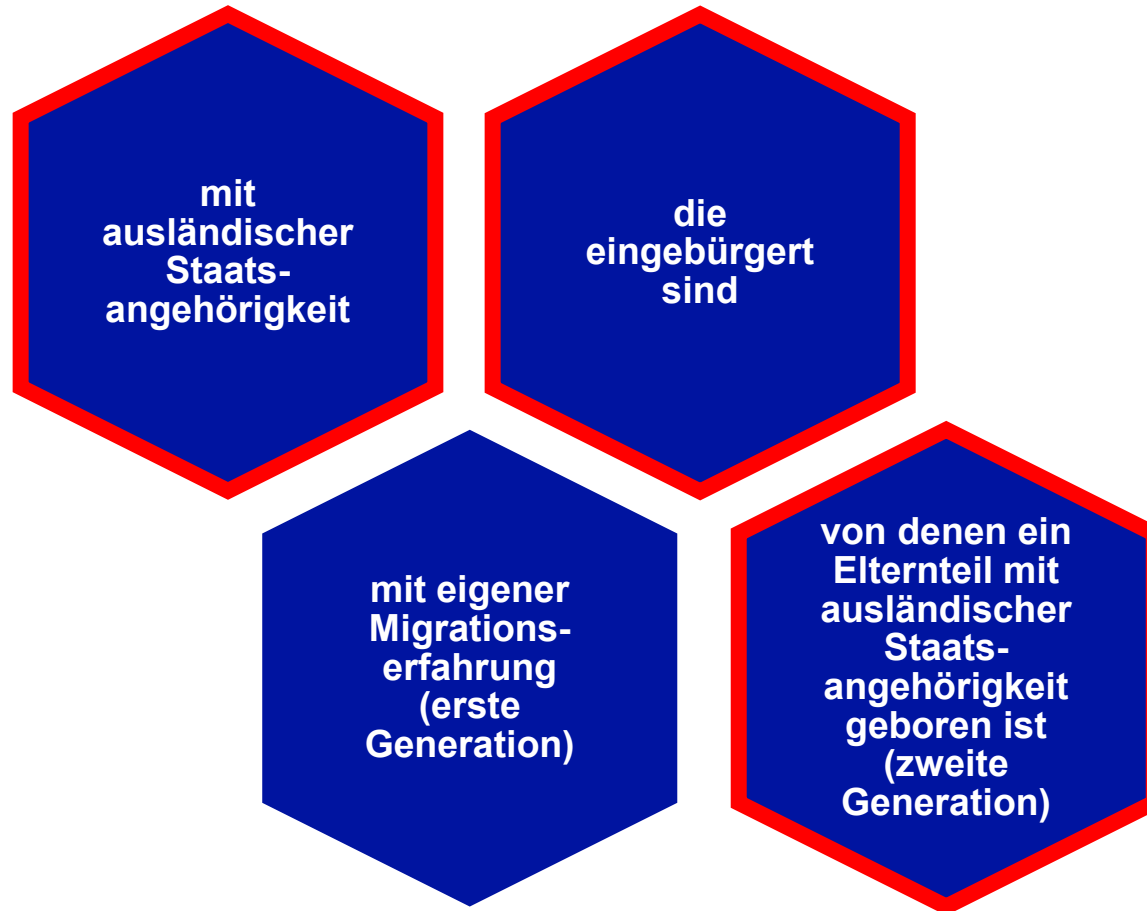 mit
ausländischer
Staats-
angehörigkeit
die
eingebürgert
sind
mit eigener
Migrations-
erfahrung
(erste
Generation)
von denen ein
Elternteil mit
ausländischer
Staats-
angehörigkeit
geboren ist
(zweite
Generation)